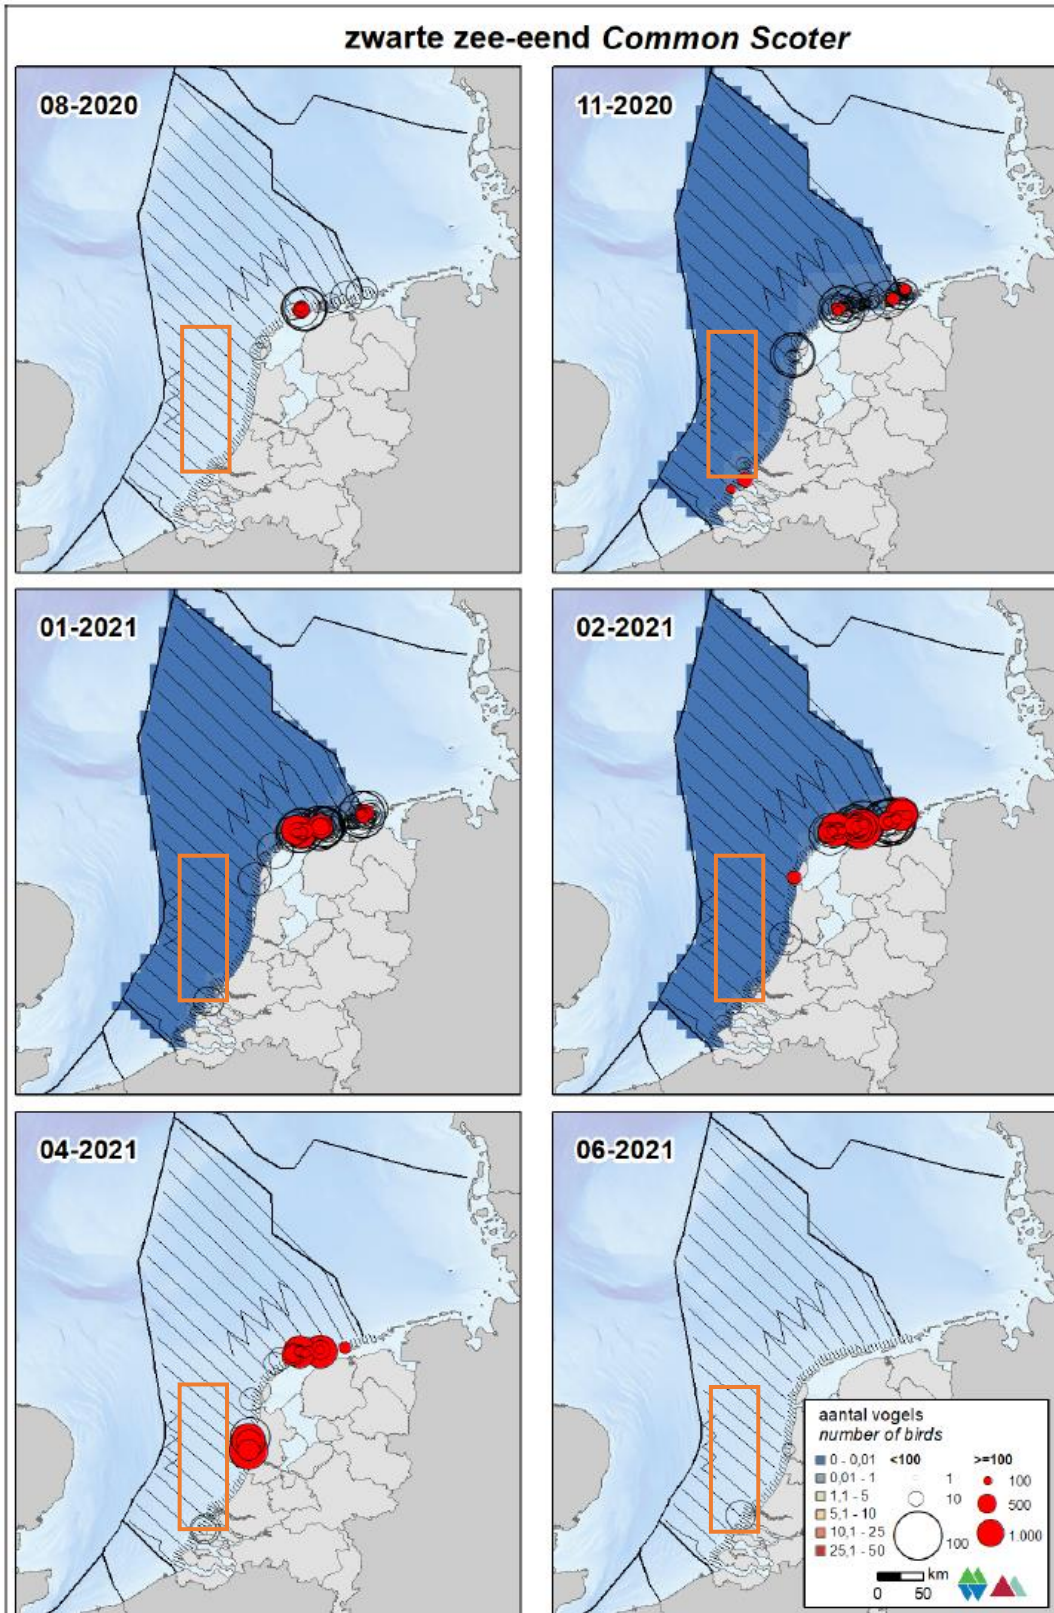 zwarte zee-eend Common Scoter
08-2020
11-2020
01-2021
02-2021
04-2021
06-2021
aantal vogels
number of birds
0 - 0,01 <100 >=100
0,01 - 1 1 100
1,1 - 5 10 500
5,1 - 10
10,1 - 25 100 1.000
25,1 - 50
km
0 50